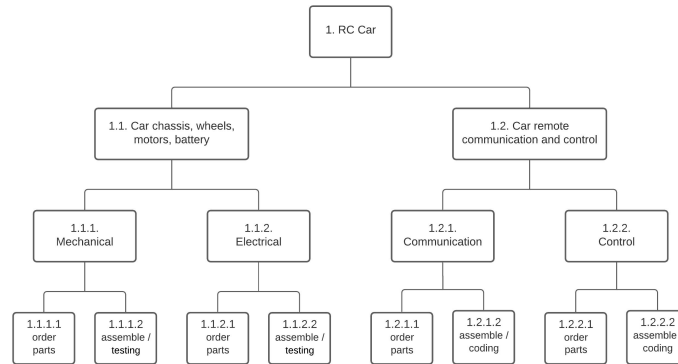 1. RC Car
1.1. Car chassis, wheels,
motors, battery
1.2. Car remote
communication and control
1.1.1.
Mechanical
1.1.2.
Electrical
1.2.1.
Communication
1.2.2.
Control
1.1.1.1
order
parts
1.1.1.2
assemble /
testing
1.1.2.1
order
parts
1.1.2.2
assemble /
testing
1.2.1.1
order
parts
1.2.1.2
assemble /
coding
1.2.2.1
order
parts
1.2.2.2
assemble
coding